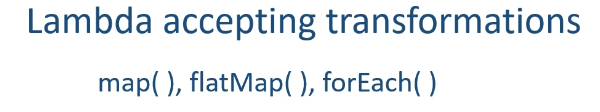 Lambda accepting transformations
map( ), flatMap( ), forEach( )